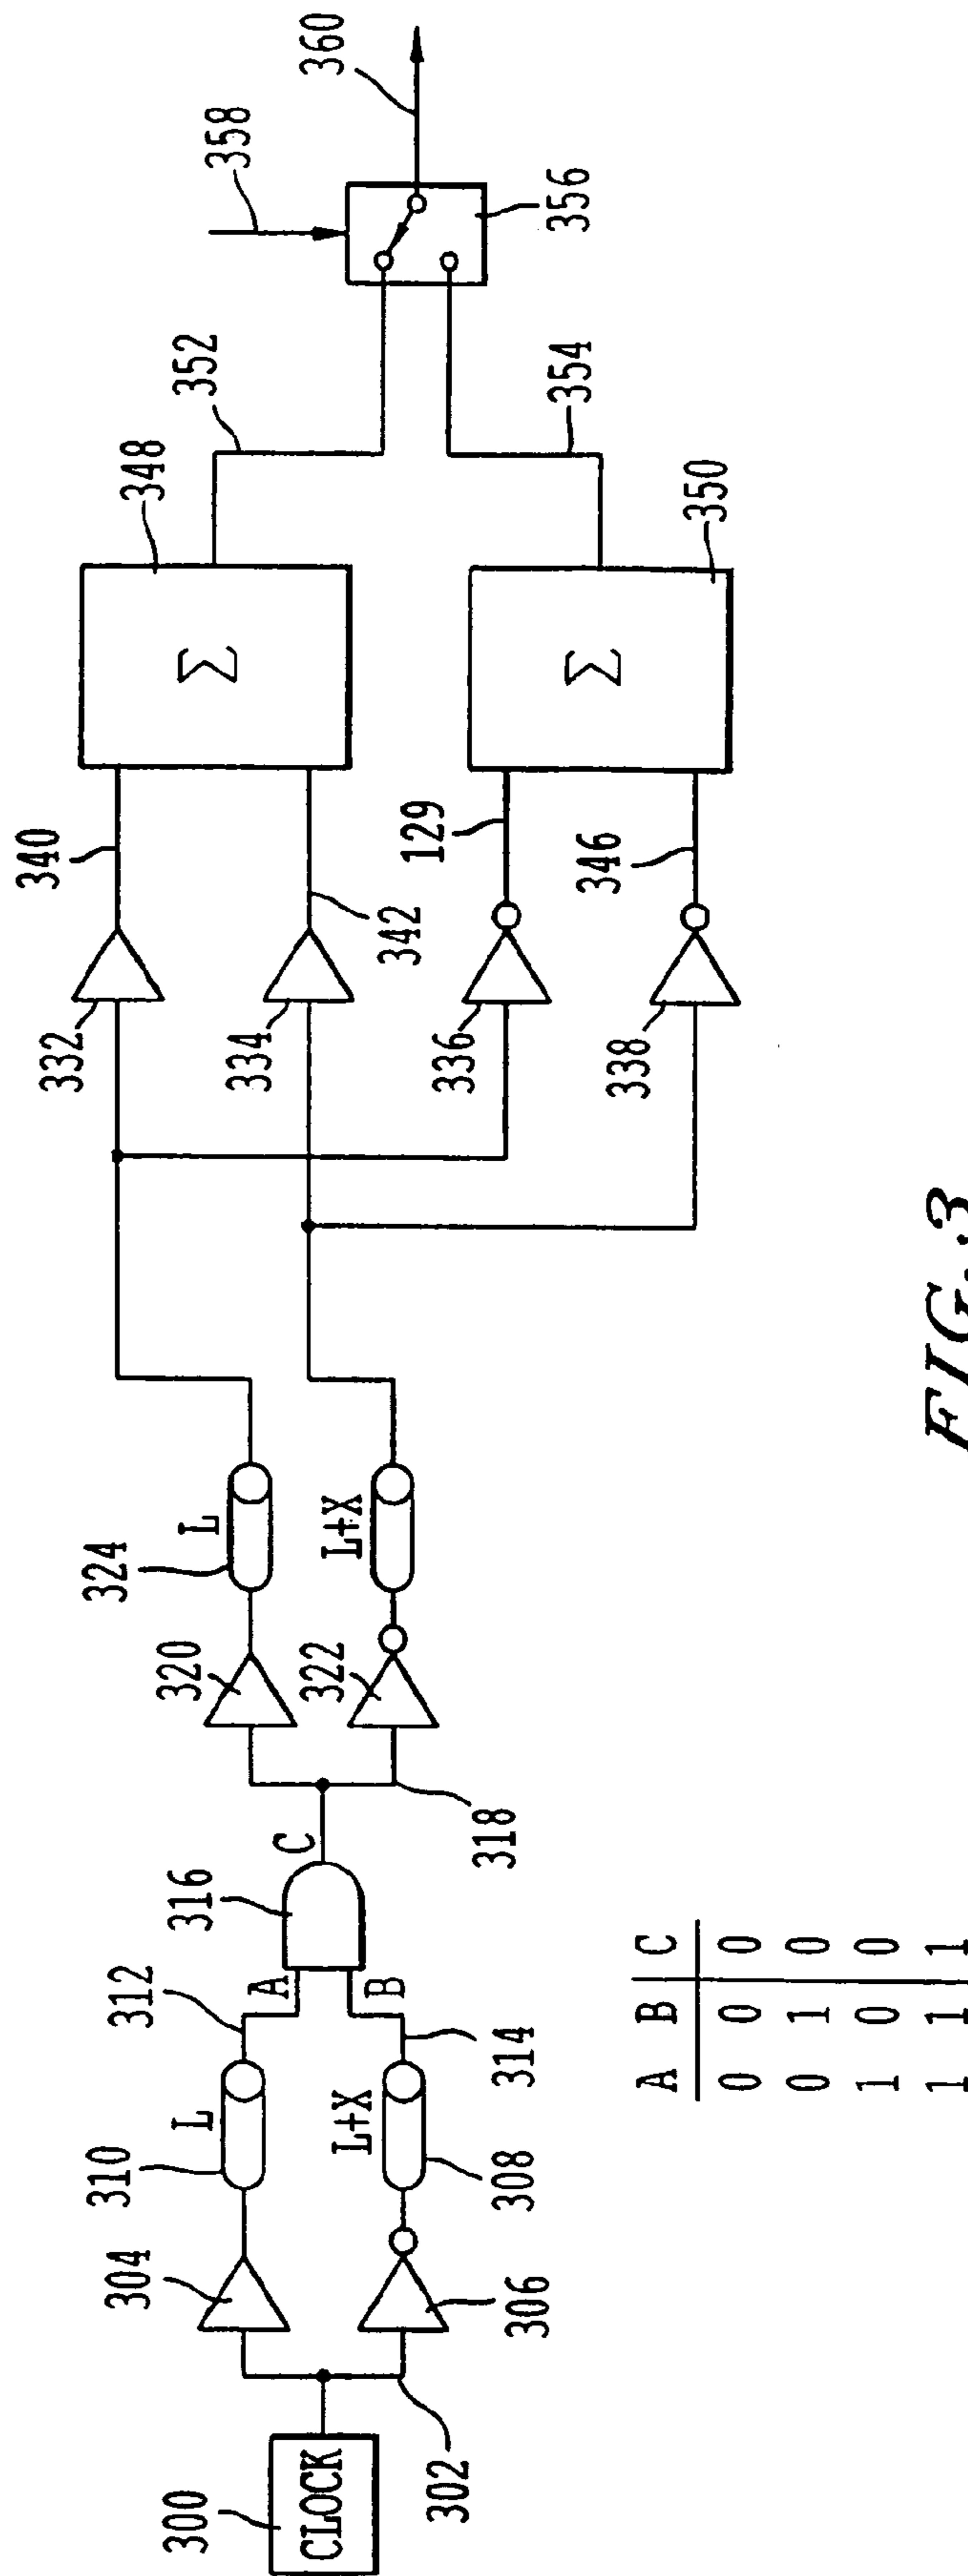 300
CLOCK
302
304
306
310
L
L+X
308
312
314
A
B
316
C
318
320
322
324
L
L+X
332
334
336
338
340
342
129
346
348
Σ
Σ
350
352
354
358
356
360
A B C
0 0 0
0 1 0
1 0 0
1 1 1
FIG. 3